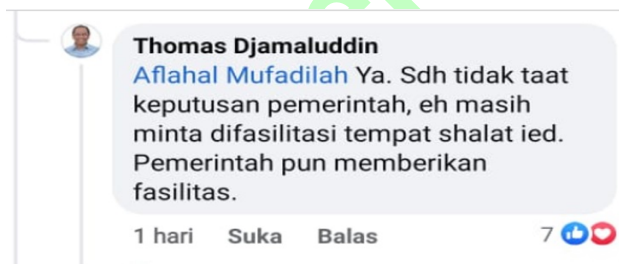 Thomas Djamaluddin
Aflahal Mufadilah Ya. Sdh tidak taat
keputusan pemerintah, eh masih
minta difasilitasi tempat shalat ied.
Pemerintah pun memberikan
fasilitas.
1 hari Suka Balas 7